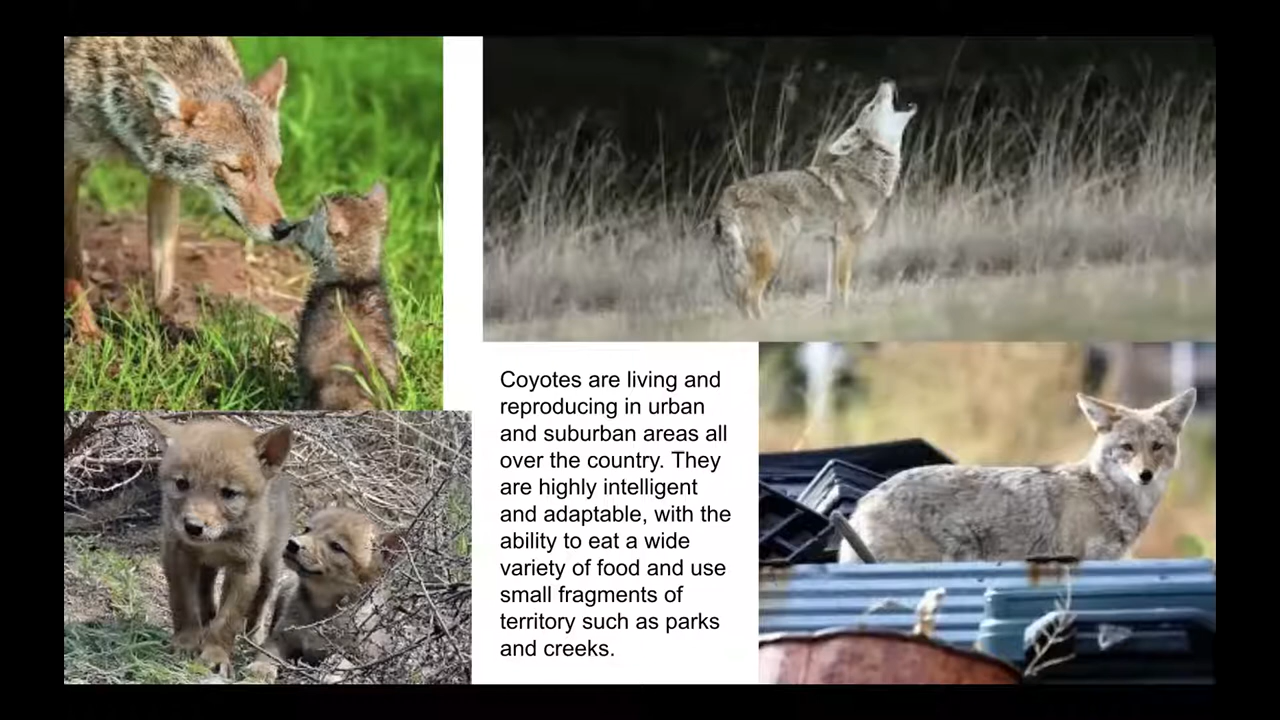 Coyotes are living and
reproducing in urban
and suburban areas all
over the country. They
are highly intelligent
and adaptable, with the
ability to eat a wide
variety of food and use
small fragments of
territory such as parks
and creeks.